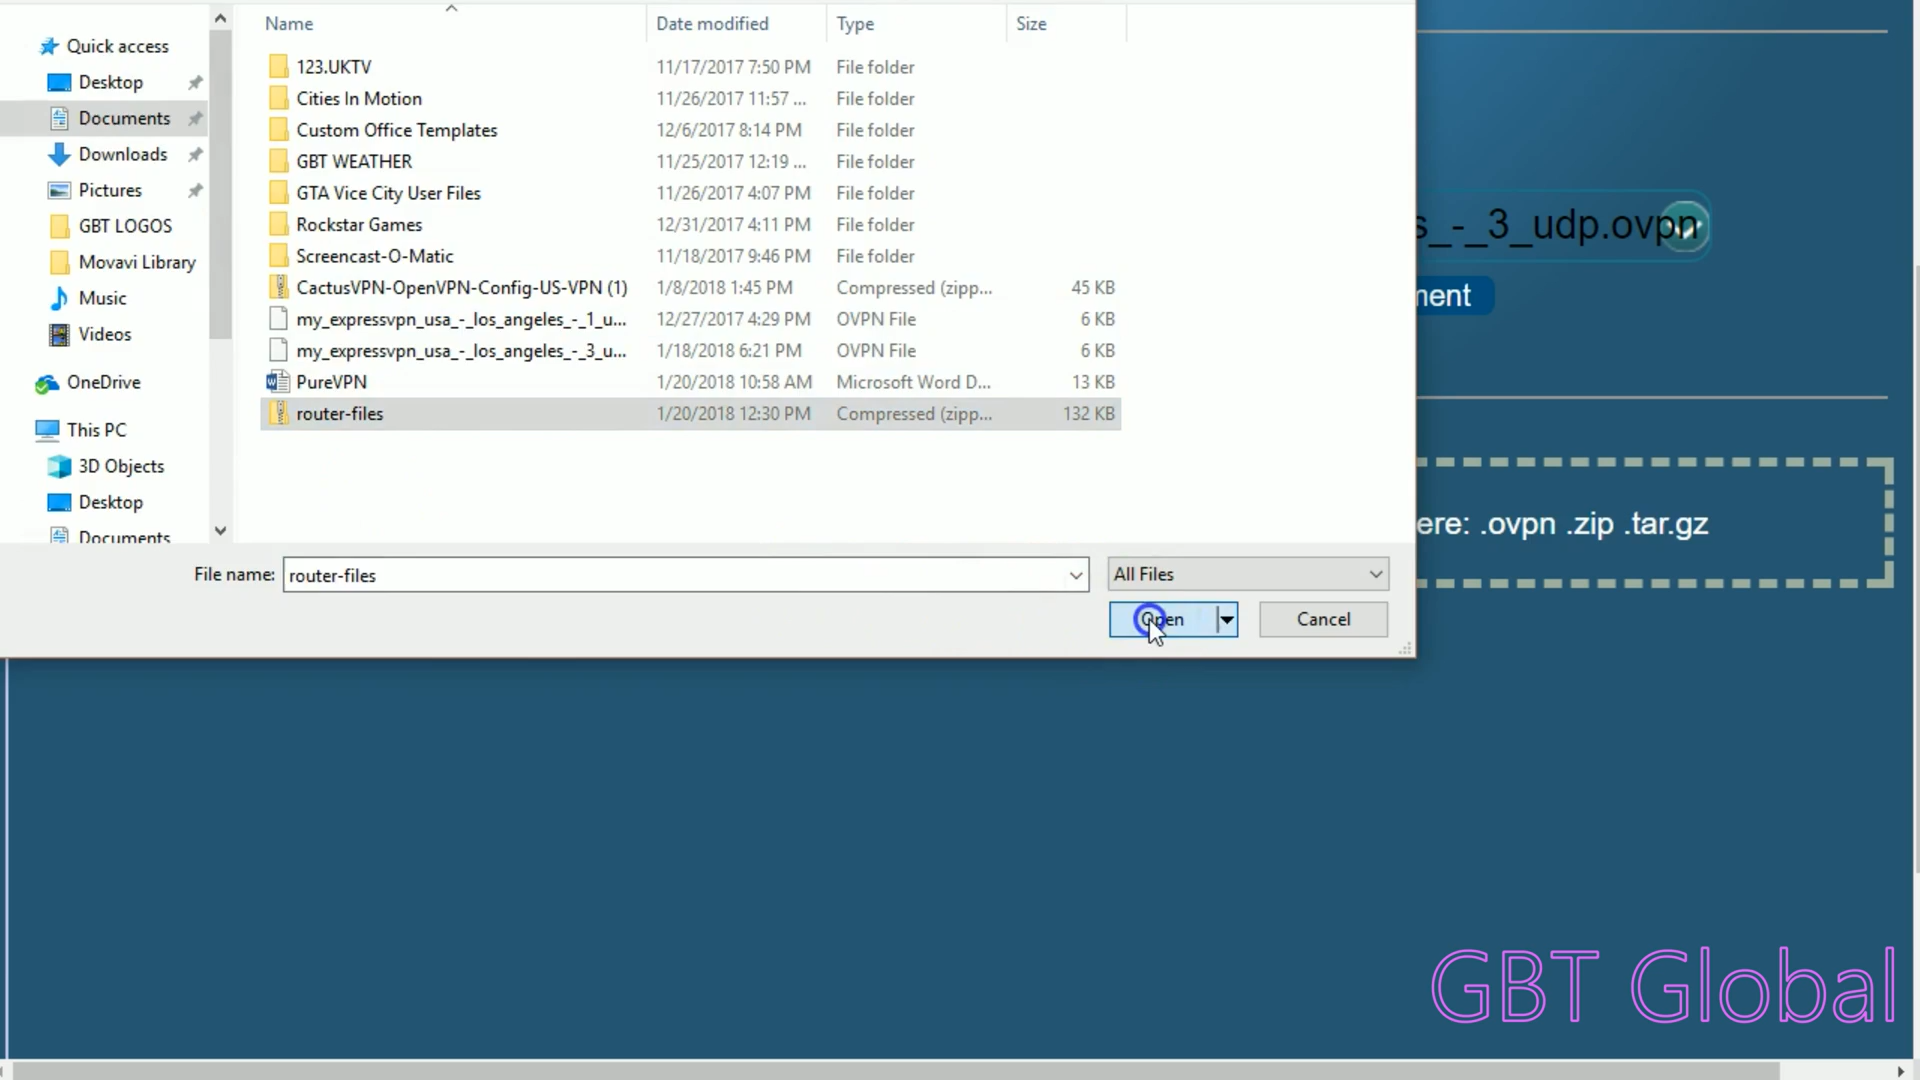 Name Date modified Type Size
Quick access
Desktop
Documents
Downloads
Pictures
GBT LOGOS
Movavi Library
Music
Videos
OneDrive
This PC
3D Objects
Desktop
Documents
123.UKTV 11/17/2017 7:50 PM File folder
Cities In Motion 11/26/2017 11:57 ... File folder
Custom Office Templates 12/6/2017 8:14 PM File folder
GBT WEATHER 11/25/2017 12:19 ... File folder
GTA Vice City User Files 11/26/2017 4:07 PM File folder
Rockstar Games 12/31/2017 4:11 PM File folder
Screencast-O-Matic 11/18/2017 9:46 PM File folder
CactusVPN-OpenVPN-Config-US-VPN (1) 1/8/2018 1:45 PM Compressed (zipp... 45 KB
my_expressvpn_usa_-_los_angeles_-_1_u... 12/27/2017 4:29 PM OVPN File 6 KB
my_expressvpn_usa_-_los_angeles_-_3_u... 1/18/2018 6:21 PM OVPN File 6 KB
PureVPN 1/20/2018 10:58 AM Microsoft Word D... 13 KB
router-files 1/20/2018 12:30 PM Compressed (zipp... 132 KB
File name: router-files All Files
Open Cancel
s_-_3_udp.ovpn
ment
ere: .ovpn .zip .tar.gz
GBT Global